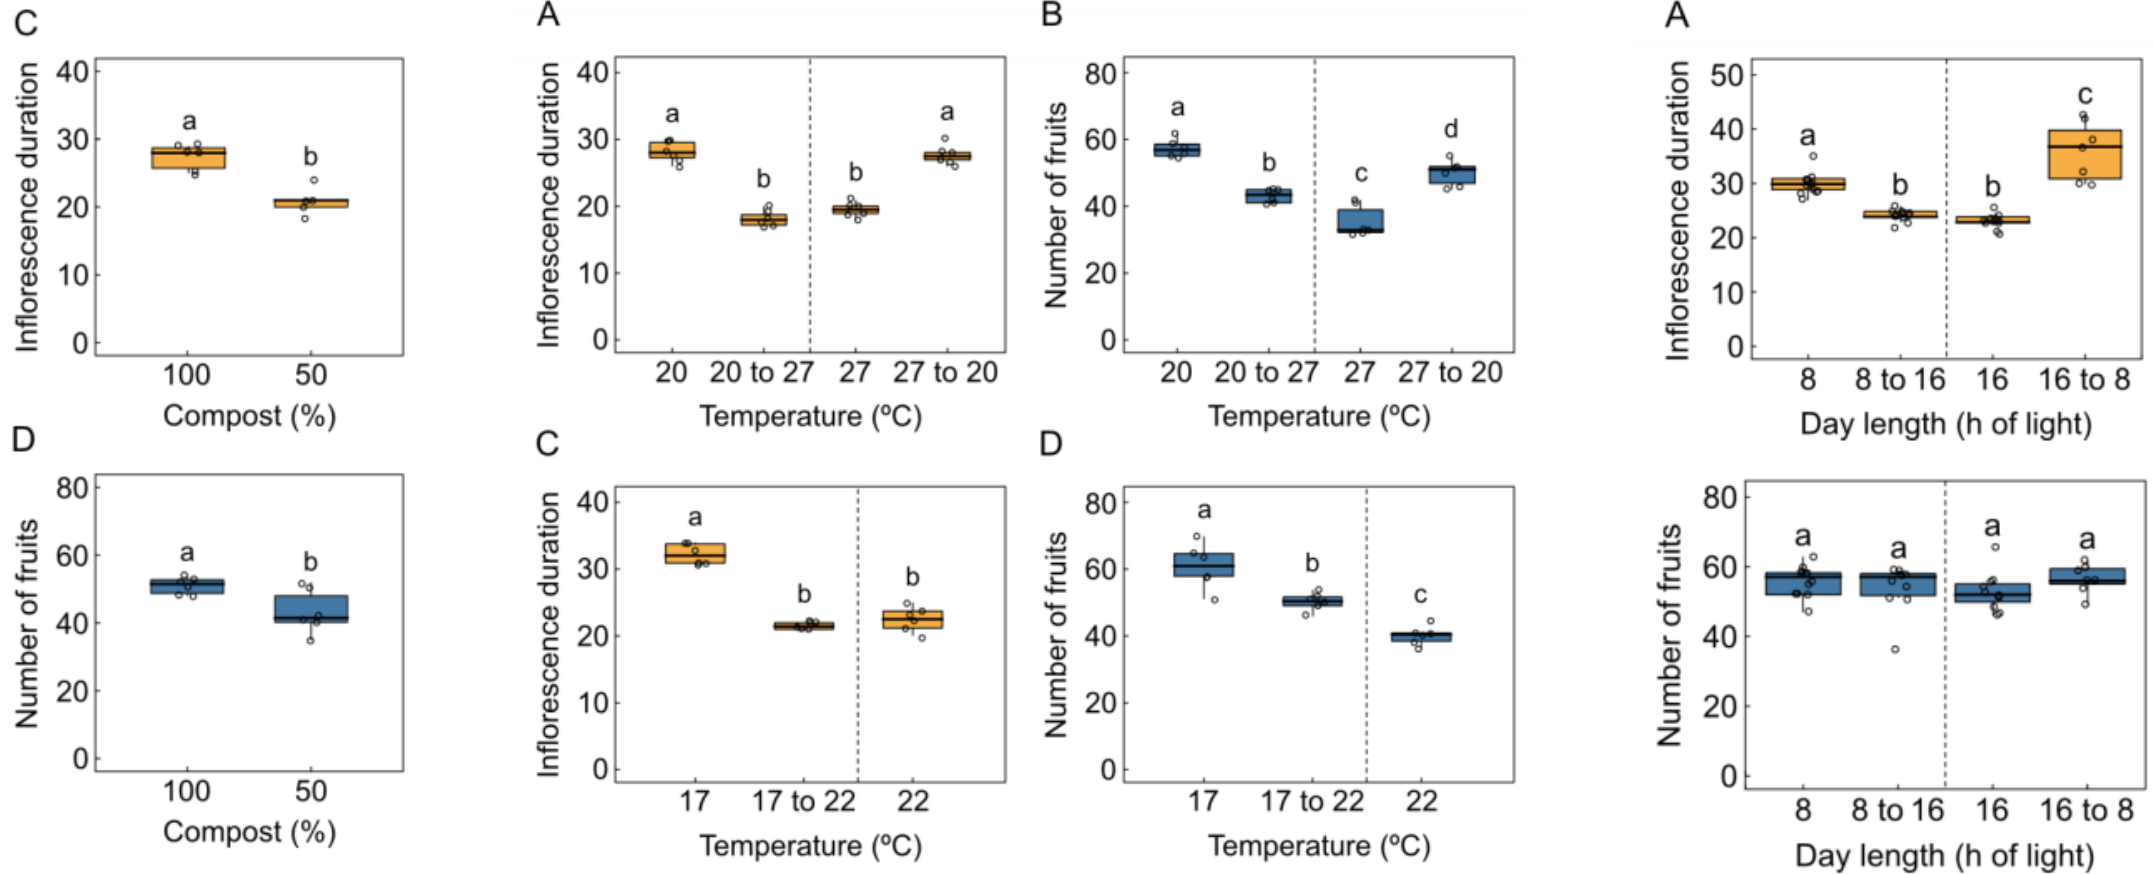 C
Inflorescence duration
40
30
20
10
0
a
b
100 50
Compost (%)
A
Inflorescence duration
40
30
20
10
0
a
b
b
a
20 20 to 27 27 27 to 20
Temperature (ºC)
B
Number of fruits
80
60
40
20
0
a
b
c
d
20 20 to 27 27 27 to 20
Temperature (ºC)
A
Inflorescence duration
50
40
30
20
10
0
a
b
b
c
8 8 to 16 16 16 to 8
Day length (h of light)
D
Number of fruits
80
60
40
20
0
a
b
100 50
Compost (%)
C
Inflorescence duration
40
30
20
10
0
a
b
b
17 17 to 22 22
Temperature (ºC)
D
Number of fruits
80
60
40
20
0
a
b
c
17 17 to 22 22
Temperature (ºC)
Number of fruits
80
60
40
20
0
a
a
a
a
8 8 to 16 16 16 to 8
Day length (h of light)